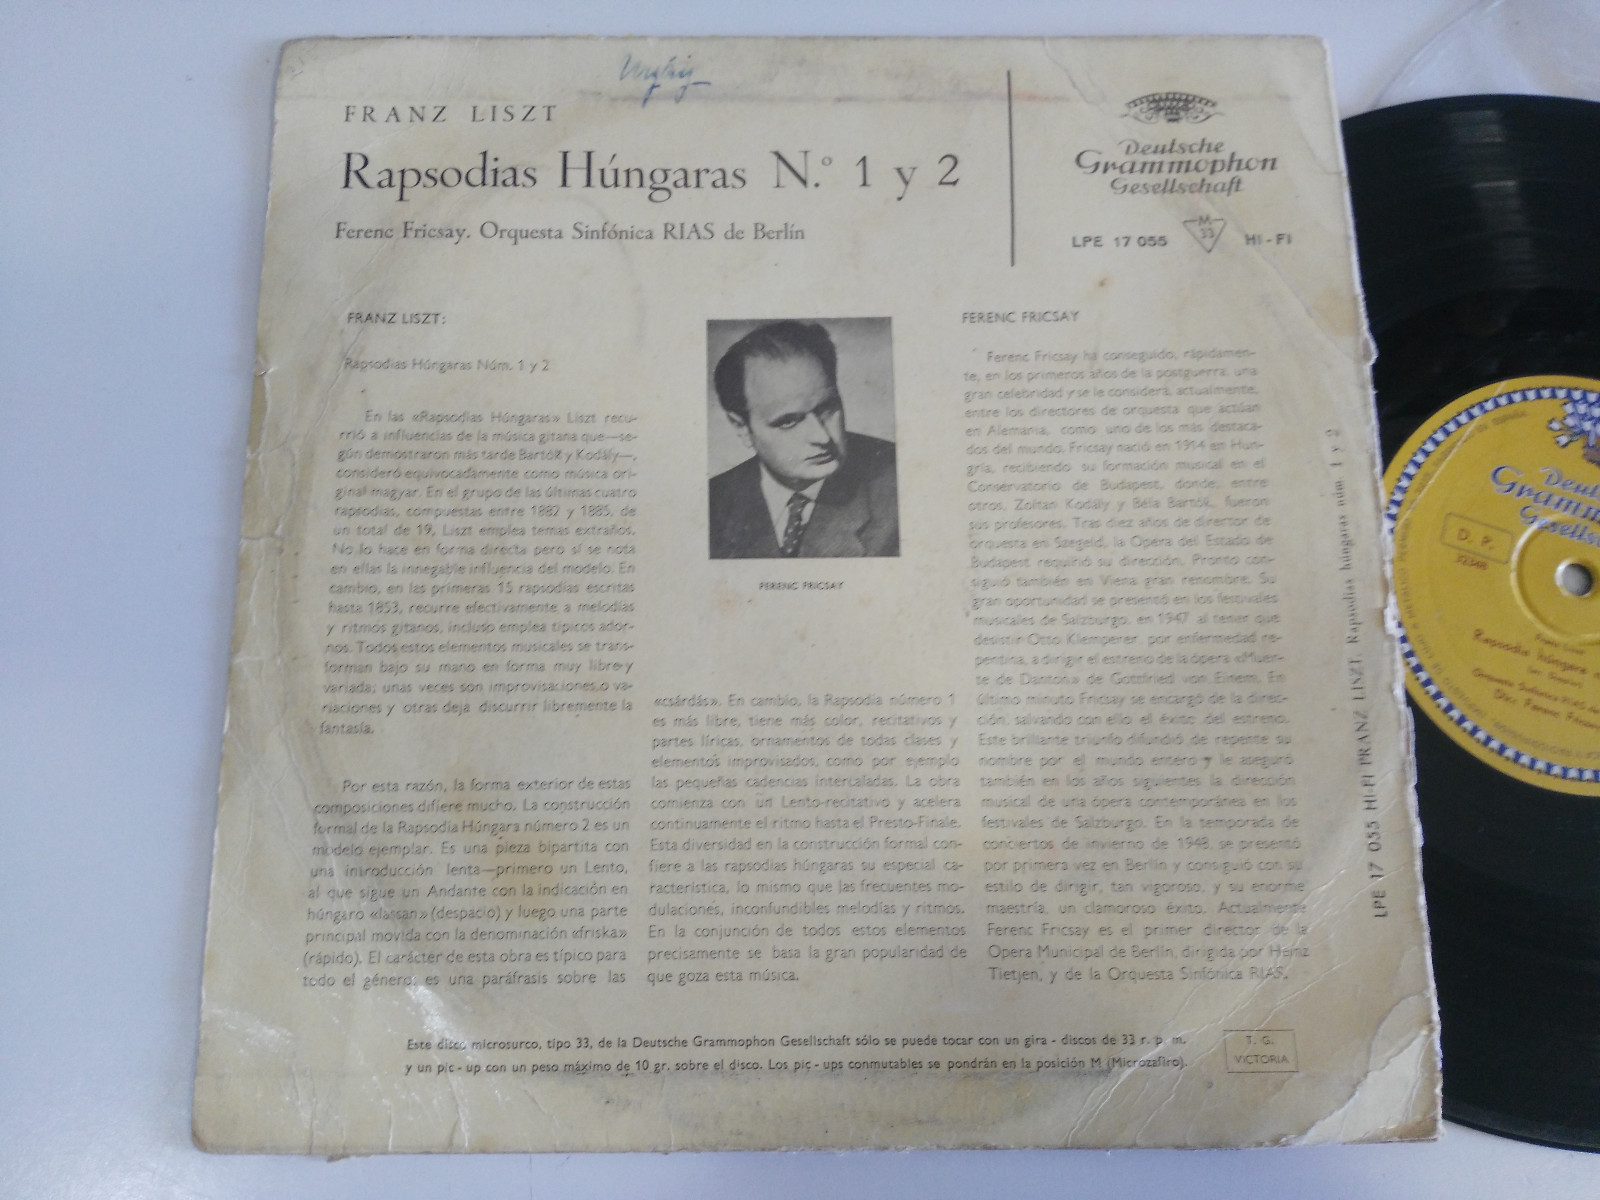 FRANZ LISZT
Rapsodias Húngaras N.º 1 y 2
Ferenc Fricsay. Orquesta Sinfónica RIAS de Berlín
Deutsche
Grammophon
Gesellschaft
LPE 17 055 M 33 HI-FI
FRANZ LISZT:
Rapsodias Húngaras Núm. 1 y 2
En las «Rapsodias Húngaras» Liszt recu-
rrió a influencias de la música gitana que—se-
gún demostraron más tarde Bartók y Kodály—,
consideró equivocadamente como música ori-
ginal magyar. En el grupo de las últimas cuatro
rapsodias, compuestas entre 1882 y 1885, de
un total de 19, Liszt emplea temas extraños.
No lo hace en forma directa pero sí se nota
en ellas la innegable influencia del modelo. En
cambio, en las primeras 15 rapsodias escritas
hasta 1853, recurre efectivamente a melodías
y ritmos gitanos, incluso emplea típicos ador-
nos. Todos estos elementos musicales se trans-
forman bajo su mano en forma muy libre y
variada; unas veces son improvisaciones o va-
riaciones y otras deja discurrir libremente la
fantasía.
Por esta razón, la forma exterior de estas
composiciones difiere mucho. La construcción
formal de la Rapsodia Húngara número 2 es un
modelo ejemplar. Es una pieza bipartita con
una introducción lenta—primero un Lento,
al que sigue un Andante con la indicación en
húngaro «lassan» (despacio) y luego una parte
principal movida con la denominación «friska»
(rápido). El carácter de esta obra es típico para
todo el género: es una paráfrasis sobre las
FERENC FRICSAY
«csárdás». En cambio, la Rapsodia número 1
es más libre, tiene más color, recitativos y
partes líricas, ornamentos de todas clases y
elementos improvisados, como por ejemplo
las pequeñas cadencias intercaladas. La obra
comienza con un Lento-recitativo y acelera
continuamente el ritmo hasta el Presto-Finale.
Esta diversidad en la construcción formal con-
fiere a las rapsodias húngaras su especial ca-
racterística, lo mismo que las frecuentes mo-
dulaciones, inconfundibles melodías y ritmos.
En la conjunción de todos estos elementos
precisamente se basa la gran popularidad de
que goza esta música.
FERENC FRICSAY
Ferenc Fricsay ha conseguido, rápidamen-
te, en los primeros años de la postguerra, una
gran celebridad y se le considera, actualmente,
entre los directores de orquesta que actúan
en Alemania, como uno de los más destaca-
dos del mundo. Fricsay nació en 1914 en Hun-
gría, recibiendo su formación musical en el
Conservatorio de Budapest, donde, entre
otros, Zoltán Kodály y Béla Bartók, fueron
sus profesores. Tras diez años de director de
orquesta en Szeged, la Opera del Estado de
Budapest requirió su dirección. Pronto con-
siguió también en Viena gran renombre. Su
gran oportunidad se presentó en los festivales
musicales de Salzburgo, en 1947 al tener que
desistir Otto Klemperer por enfermedad re-
pentina, a dirigir el estreno de la ópera «Muer-
te de Danton» de Gottfried von Einem. En
último minuto Fricsay se encargó de la direc-
ción, salvando con ello el éxito del estreno.
Este brillante triunfo difundió de repente su
nombre por el mundo entero y le aseguró
también en los años siguientes la dirección
musical de una ópera contemporánea en los
festivales de Salzburgo. En la temporada de
conciertos de invierno de 1948, se presentó
por primera vez en Berlín y consiguió con su
estilo de dirigir, tan vigoroso, y su enorme
maestría, un clamoroso éxito. Actualmente
Ferenc Fricsay es el primer director de la
Opera Municipal de Berlín, dirigida por Heinz
Tietjen, y de la Orquesta Sinfónica RIAS.
Este disco microsurco, tipo 33, de la Deutsche Grammophon Gesellschaft sólo se puede tocar con un gira - discos de 33 r. p. m.
y un pic - up con un peso máximo de 10 gr. sobre el disco. Los pic - ups conmutables se pondrán en la posición M (Microzafiro).
T. G.
VICTORIA
LPE 17 055 HI-FI FRANZ LISZT. Rapsodias húngaras núm. 1 y 2
Gesells
D. P.
Franz Liszt
Rapsodia húngara
Orquesta Sinfónica RIAS
Dir.: Ferenc Fricsay